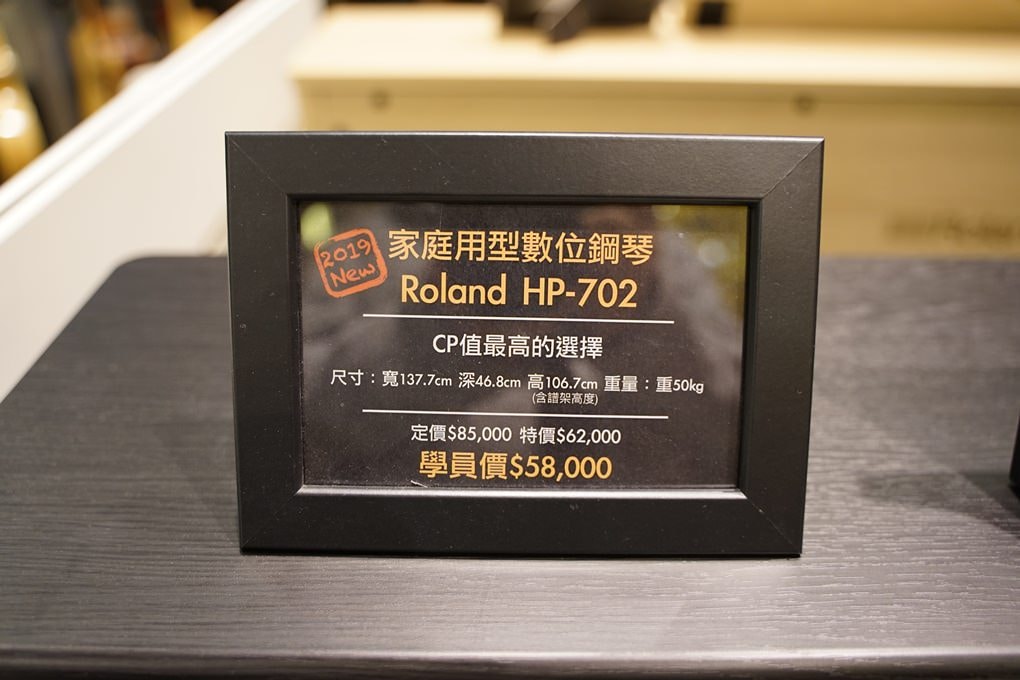 2019
New
家庭用型數位鋼琴
Roland HP-702
CP值最高的選擇
尺寸：寬137.7cm 深46.8cm 高106.7cm 重量：重50kg
(含譜架高度)
定價$85,000 特價$62,000
學員價$58,000